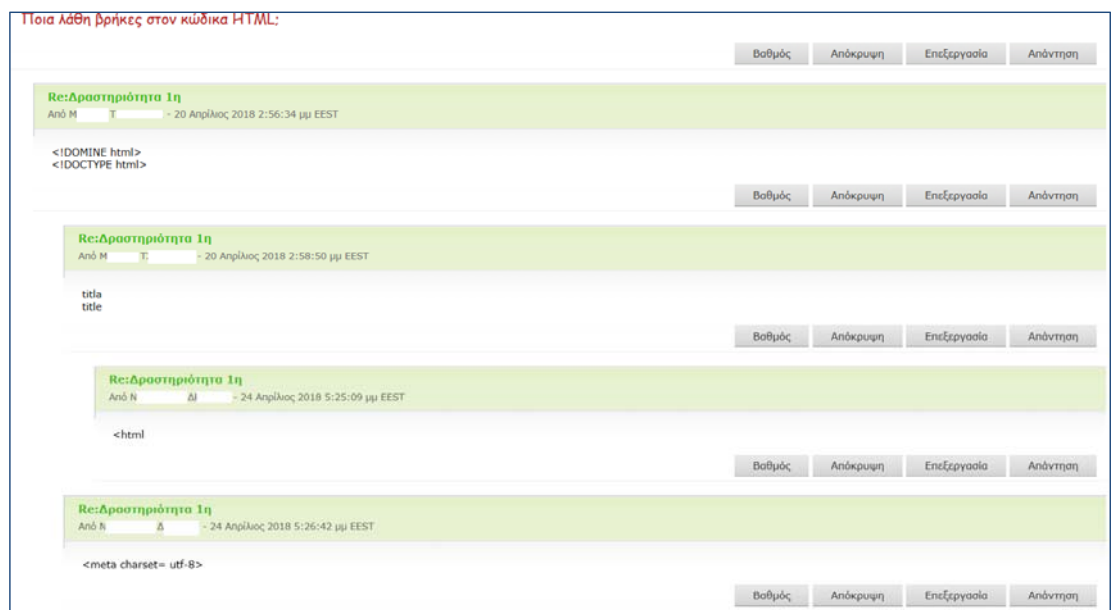 Ποια λάθη βρήκες στον κώδικα HTML;
Βαθμός Απόκρυψη Επεξεργασία Απάντηση
Re:Δραστηριότητα 1η
Από Μ Τ - 20 Απρίλιος 2018 2:56:34 μμ EEST
<!DOMINE html>
<!DOCTYPE html>
Βαθμός Απόκρυψη Επεξεργασία Απάντηση
Re:Δραστηριότητα 1η
Από Μ Τ. - 20 Απρίλιος 2018 2:58:50 μμ EEST
titla
title
Βαθμός Απόκρυψη Επεξεργασία Απάντηση
Re:Δραστηριότητα 1η
Από Ν ΔΙ - 24 Απρίλιος 2018 5:25:09 μμ EEST
<html
Βαθμός Απόκρυψη Επεξεργασία Απάντηση
Re:Δραστηριότητα 1η
Από Ν Δ - 24 Απρίλιος 2018 5:26:42 μμ EEST
<meta charset= utf-8>
Βαθμός Απόκρυψη Επεξεργασία Απάντηση